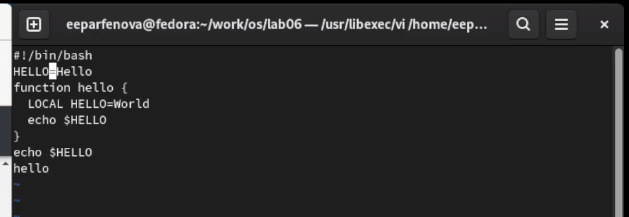 eeparfenova@fedora:~/work/os/lab06 — /usr/libexec/vi /home/eep...
#!/bin/bash
HELLO=Hello
function hello {
  LOCAL HELLO=World
  echo $HELLO
}
echo $HELLO
hello
~
~
~